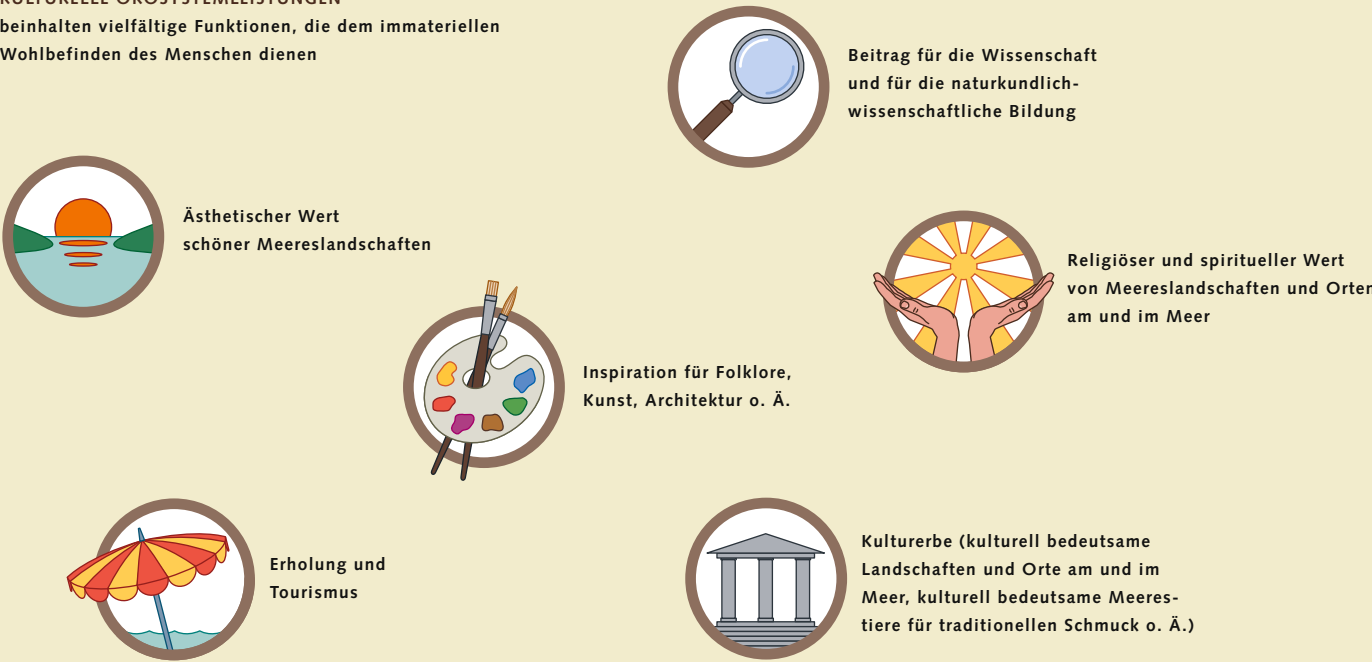 KULTURELLE ÖKOSYSTEMLEISTUNGEN
beinhalten vielfältige Funktionen, die dem immateriellen
Wohlbefinden des Menschen dienen
Beitrag für die Wissenschaft
und für die naturkundlich-
wissenschaftliche Bildung
Ästhetischer Wert
schöner Meereslandschaften
Religiöser und spiritueller Wert
von Meereslandschaften und Orten
am und im Meer
Inspiration für Folklore,
Kunst, Architektur o. Ä.
Erholung und
Tourismus
Kulturerbe (kulturell bedeutsame
Landschaften und Orte am und im
Meer, kulturell bedeutsame Meeres-
tiere für traditionellen Schmuck o. Ä.)